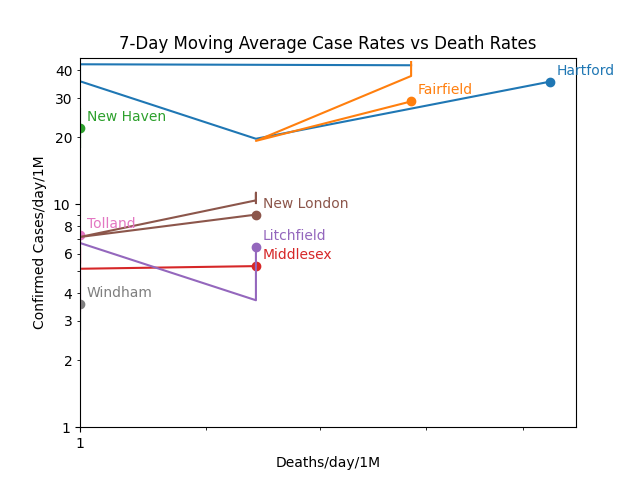 7-Day Moving Average Case Rates vs Death Rates
40
30
20
10
8
6
4
3
2
1
1
Confirmed Cases/day/1M
Deaths/day/1M
Hartford
Fairfield
New Haven
New London
Tolland
Litchfield
Middlesex
Windham